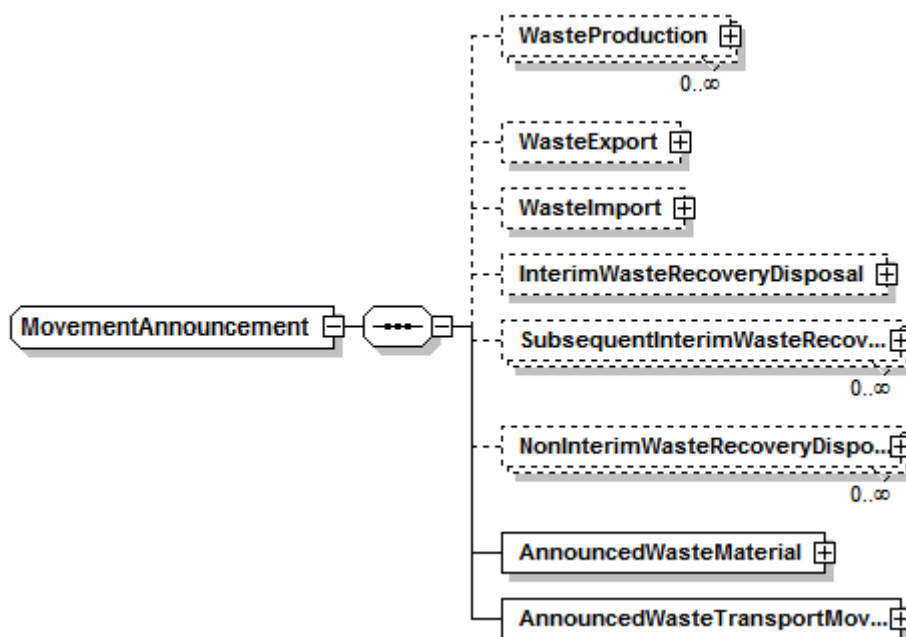 WasteProduction
0..∞
WasteExport
WasteImport
InterimWasteRecoveryDisposal
MovementAnnouncement
SubsequentInterimWasteRecov...
0..∞
NonInterimWasteRecoveryDispo...
0..∞
AnnouncedWasteMaterial
AnnouncedWasteTransportMov...